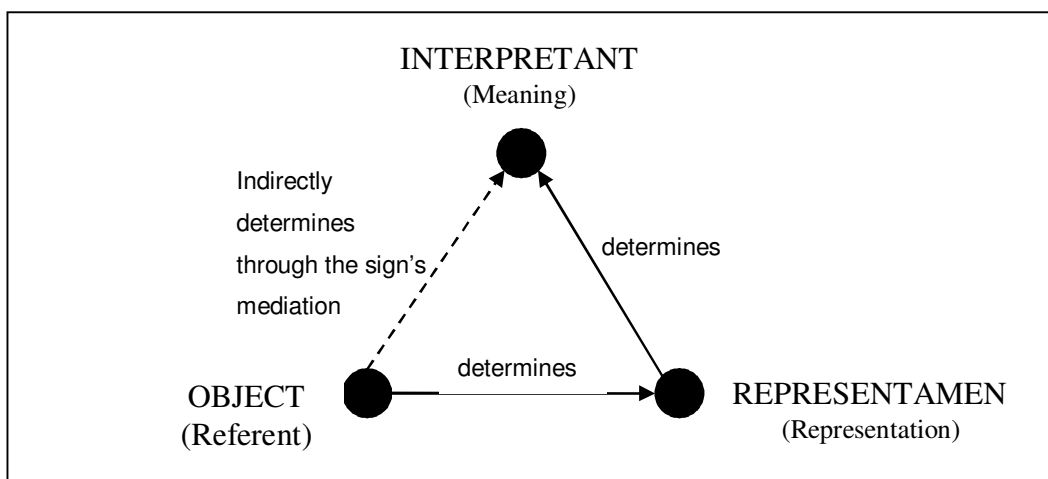 INTERPRETANT
(Meaning)
Indirectly
determines
through the sign’s
mediation
determines
determines
OBJECT
(Referent)
REPRESENTAMEN
(Representation)